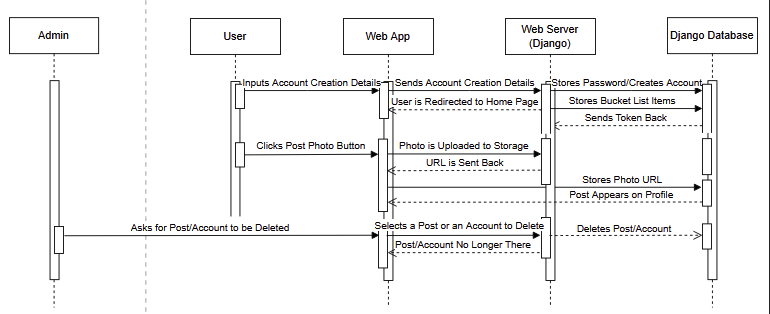 Admin
User
Web App
Web Server
(Django)
Django Database
Inputs Account Creation Details
Sends Account Creation Details
Stores Password/Creates Account
User is Redirected to Home Page
Stores Bucket List Items
Sends Token Back
Clicks Post Photo Button
Photo is Uploaded to Storage
URL is Sent Back
Stores Photo URL
Post Appears on Profile
Asks for Post/Account to be Deleted
Selects a Post or an Account to Delete
Deletes Post/Account
Post/Account No Longer There